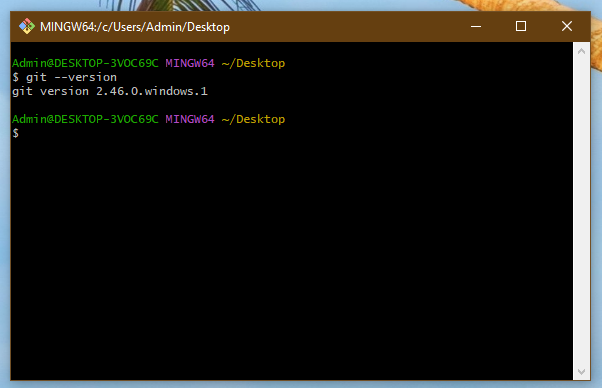 MINGW64:/c/Users/Admin/Desktop
Admin@DESKTOP-3VOC69C MINGW64 ~/Desktop
$ git --version
git version 2.46.0.windows.1
Admin@DESKTOP-3VOC69C MINGW64 ~/Desktop
$